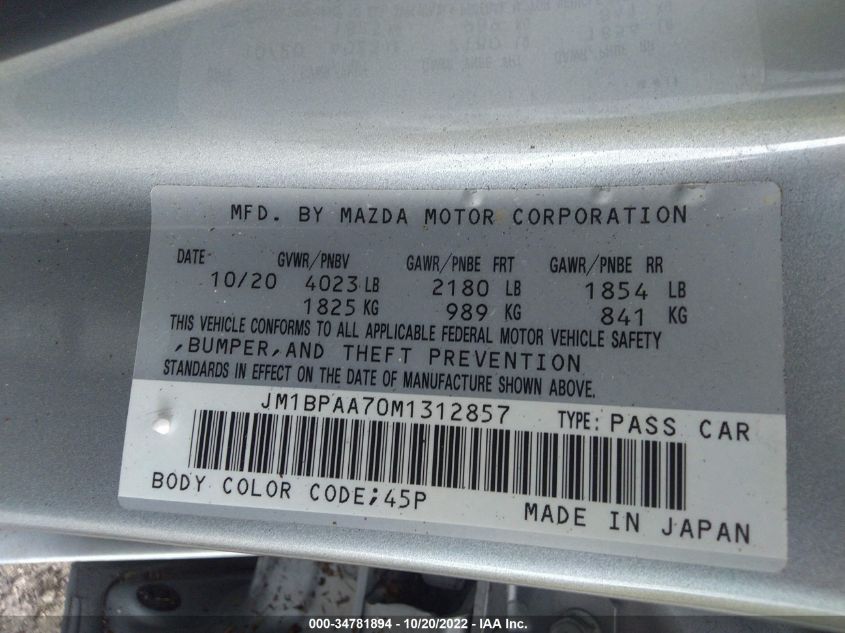 MFD. BY MAZDA MOTOR CORPORATION
DATE GVWR/PNBV GAWR/PNBE FRT GAWR/PNBE RR
10/20 4023 LB 2180 LB 1854 LB
1825 KG 989 KG 841 KG
THIS VEHICLE CONFORMS TO ALL APPLICABLE FEDERAL MOTOR VEHICLE SAFETY
,BUMPER,AND THEFT PREVENTION
STANDARDS IN EFFECT ON THE DATE OF MANUFACTURE SHOWN ABOVE.
JM1BPAA70M1312857 TYPE: PASS CAR
BODY COLOR CODE;45P
MADE IN JAPAN
000-34781894 - 10/20/2022 - IAA Inc.